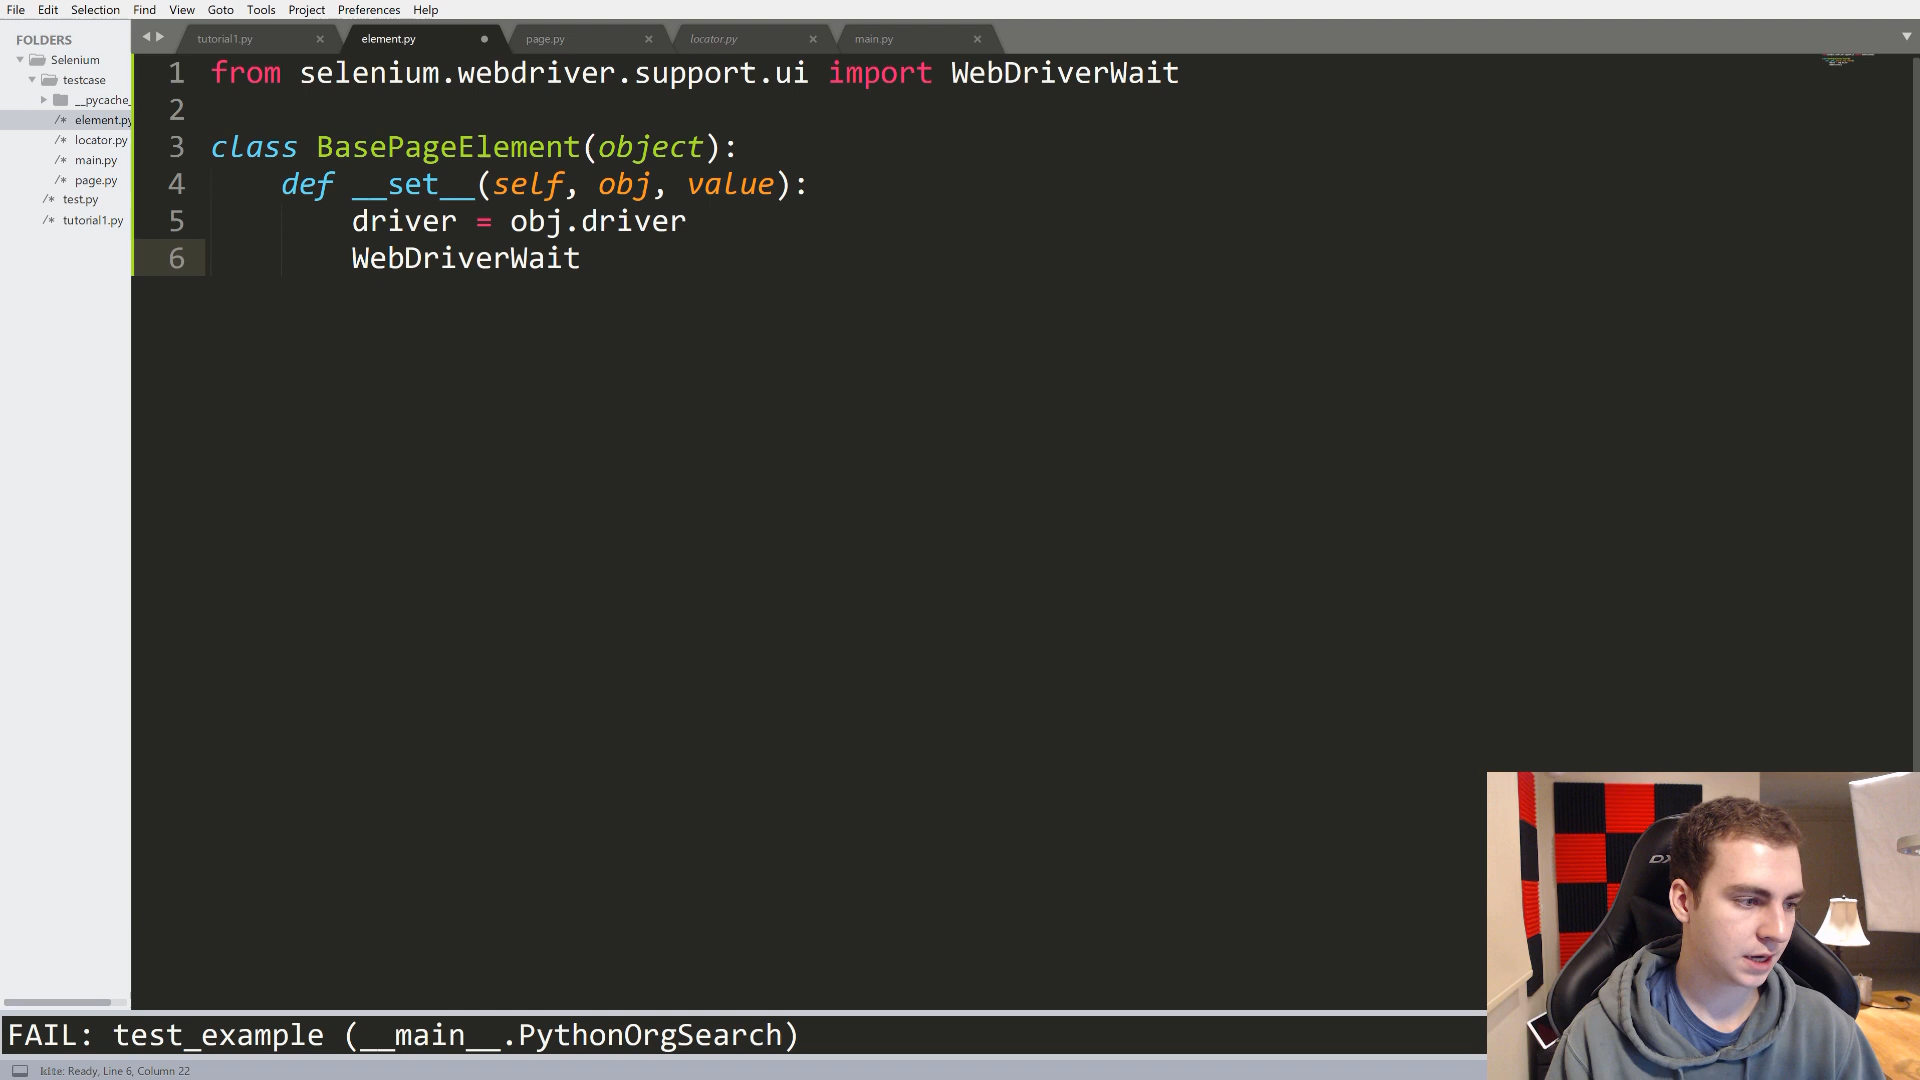 File Edit Selection Find View Goto Tools Project Preferences Help
FOLDERS
Selenium
testcase
__pycache_
/* element.py
/* locator.py
/* main.py
/* page.py
/* test.py
/* tutorial1.py
tutorial1.py × element.py page.py × locator.py × main.py ×
1 from selenium.webdriver.support.ui import WebDriverWait
2
3 class BasePageElement(object):
4 def __set__(self, obj, value):
5 driver = obj.driver
6 WebDriverWait
FAIL: test_example (__main__.PythonOrgSearch)
Ready, Line 6, Column 22